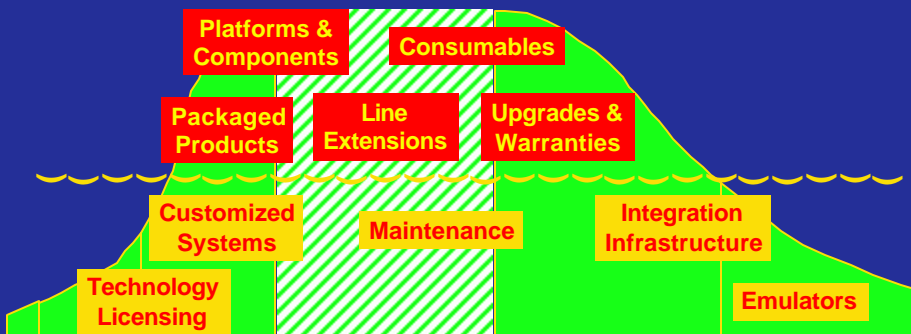 Platforms &
Components
Consumables
Packaged
Products
Line
Extensions
Upgrades &
Warranties
Customized
Systems
Maintenance
Integration
Infrastructure
Technology
Licensing
Emulators